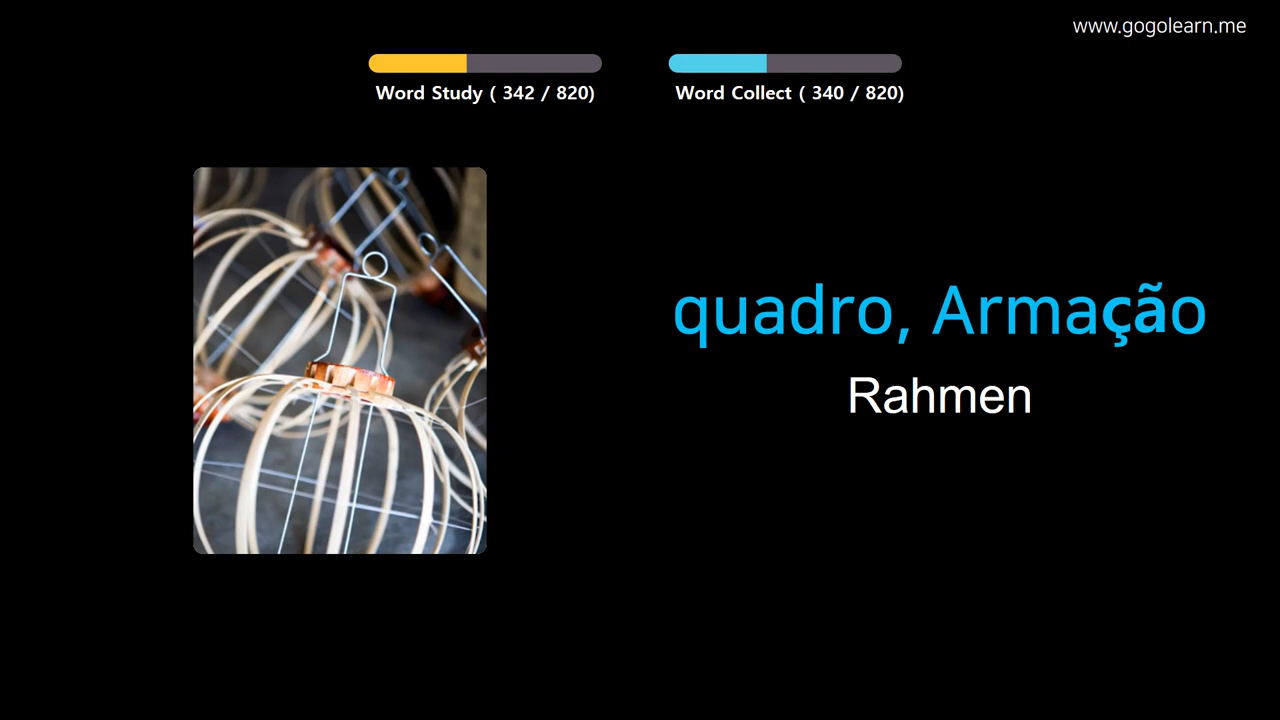 www.gogolearn.me
Word Study ( 342 / 820)
Word Collect ( 340 / 820)
quadro, Armação
Rahmen